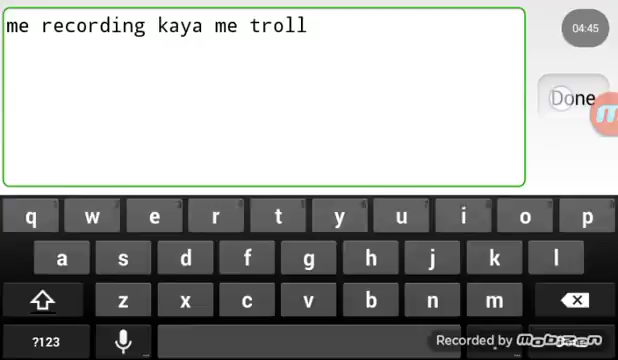 me recording kaya me troll
04:45
Done
q w e r t y u i o p
a s d f g h j k l
z x c v b n m
?123
Recorded by mobizen